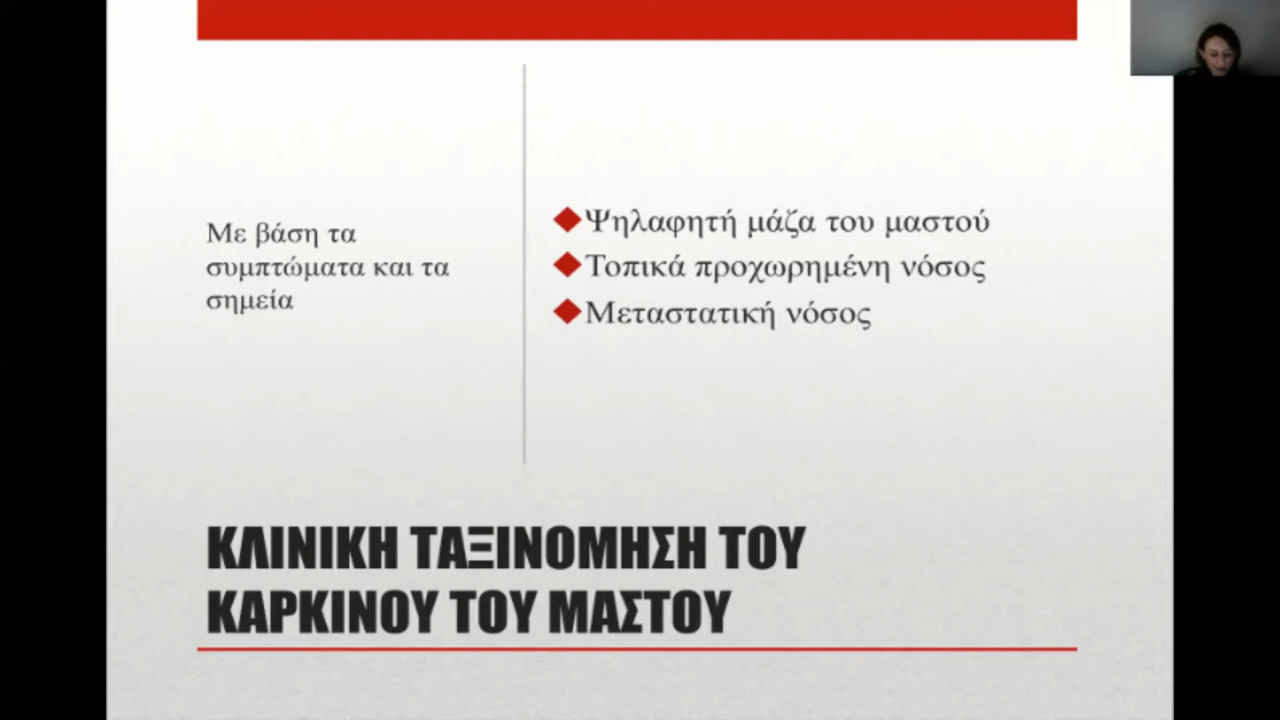 Με βάση τα
συμπτώματα και τα
σημεία
Ψηλαφητή μάζα του μαστού
Τοπικά προχωρημένη νόσος
Μεταστατική νόσος
ΚΛΙΝΙΚΗ ΤΑΞΙΝΟΜΗΣΗ ΤΟΥ
ΚΑΡΚΙΝΟΥ ΤΟΥ ΜΑΣΤΟΥ